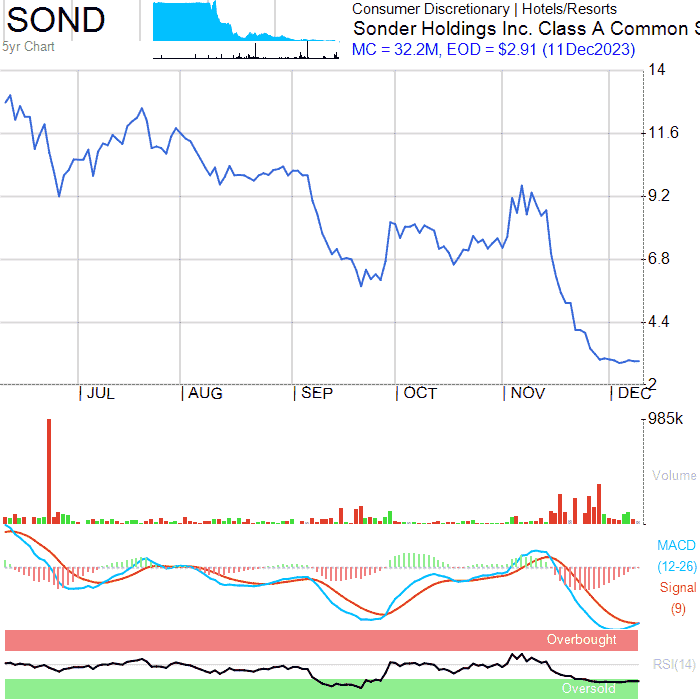 SOND
5yr Chart
Consumer Discretionary | Hotels/Resorts
Sonder Holdings Inc. Class A Common S
MC = 32.2M, EOD = $2.91 (11Dec2023)
14
11.6
9.2
6.8
4.4
2
JUL AUG SEP OCT NOV DEC
985k
Volume
MACD
(12-26)
Signal
(9)
Overbought
RSI(14)
Oversold